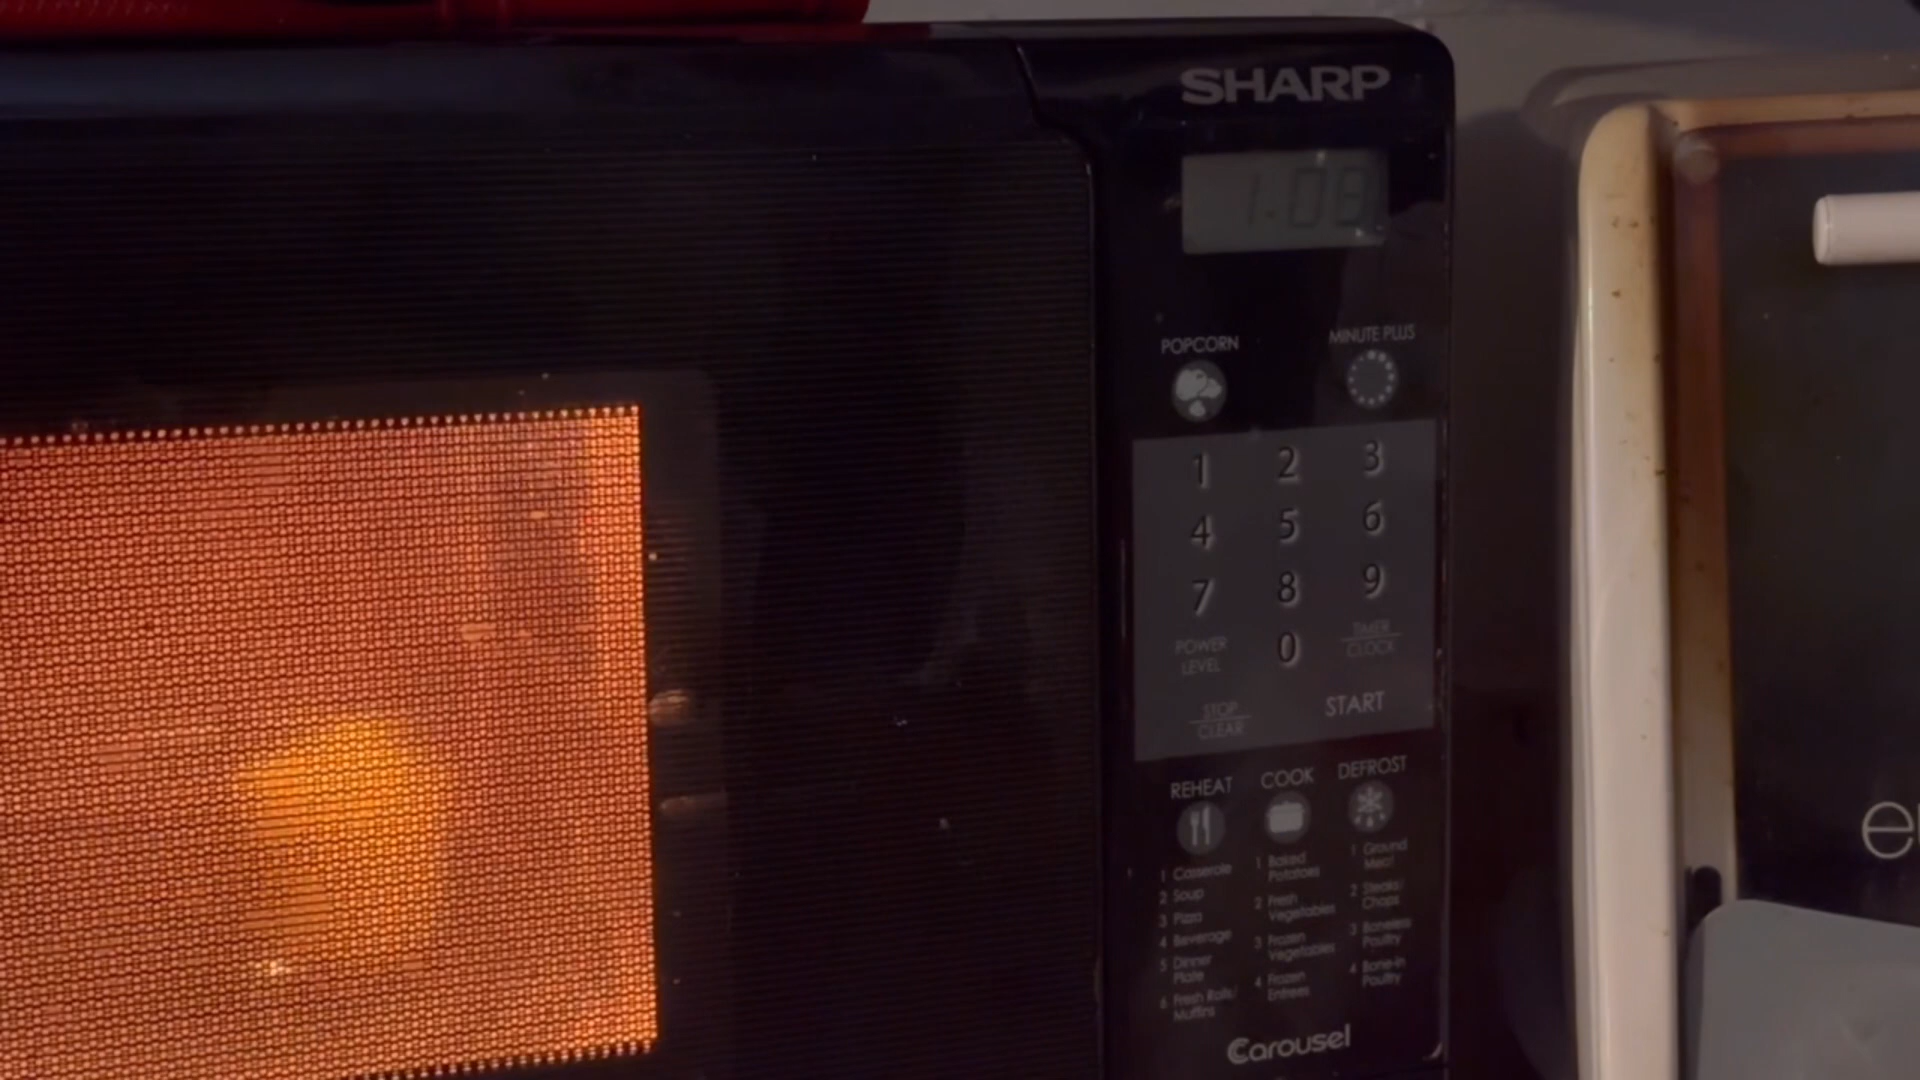 SHARP
1.08
POPCORN
MINUTE PLUS
1 2 3
4 5 6
7 8 9
POWER
LEVEL
0
TIMER
CLOCK
STOP
CLEAR
START
REHEAT
COOK
DEFROST
1 Casserole
2 Soup
3 Pizza
4 Beverage
5 Dinner
Plate
6 Fresh Rolls/
Muffins
1 Baked
Potatoes
2 Fresh
Vegetables
3 Frozen
Vegetables
4 Frozen
Entrees
1 Ground
Meat
2 Steaks/
Chops
3 Boneless
Poultry
4 Bone-in
Poultry
Carousel